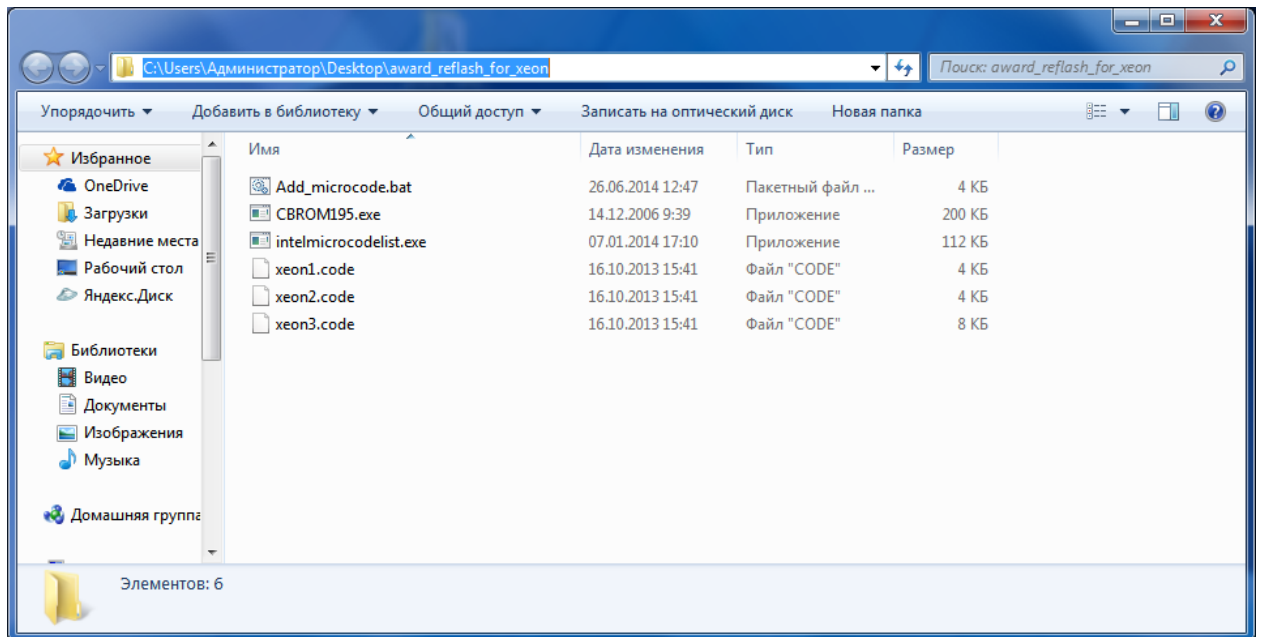 C:\Users\Администратор\Desktop\award_reflash_for_xeon
Поиск: award_reflash_for_xeon
Упорядочить Добавить в библиотеку Общий доступ Записать на оптический диск Новая папка
Избранное
OneDrive
Загрузки
Недавние места
Рабочий стол
Яндекс.Диск
Библиотеки
Видео
Документы
Изображения
Музыка
Домашняя группа
Имя Дата изменения Тип Размер
Add_microcode.bat 26.06.2014 12:47 Пакетный файл ... 4 КБ
CBROM195.exe 14.12.2006 9:39 Приложение 200 КБ
intelmicrocodelist.exe 07.01.2014 17:10 Приложение 112 КБ
xeon1.code 16.10.2013 15:41 Файл "CODE" 4 КБ
xeon2.code 16.10.2013 15:41 Файл "CODE" 4 КБ
xeon3.code 16.10.2013 15:41 Файл "CODE" 8 КБ
Элементов: 6